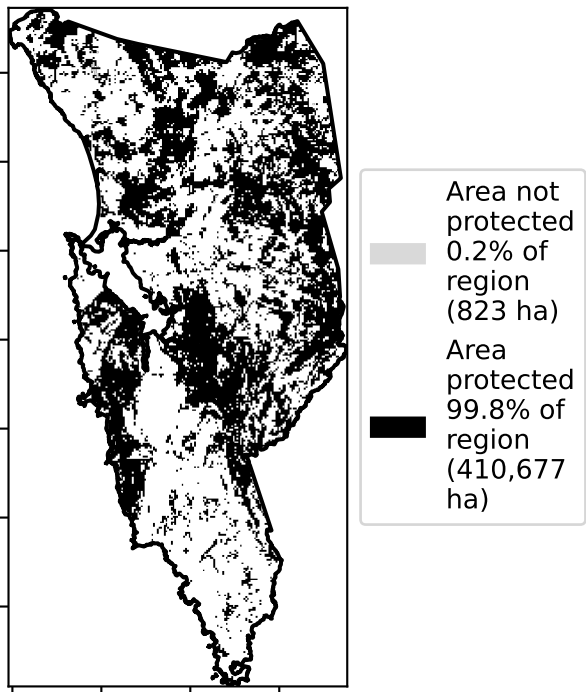 Area not
protected
0.2% of
region
(823 ha)
Area
protected
99.8% of
region
(410,677
ha)